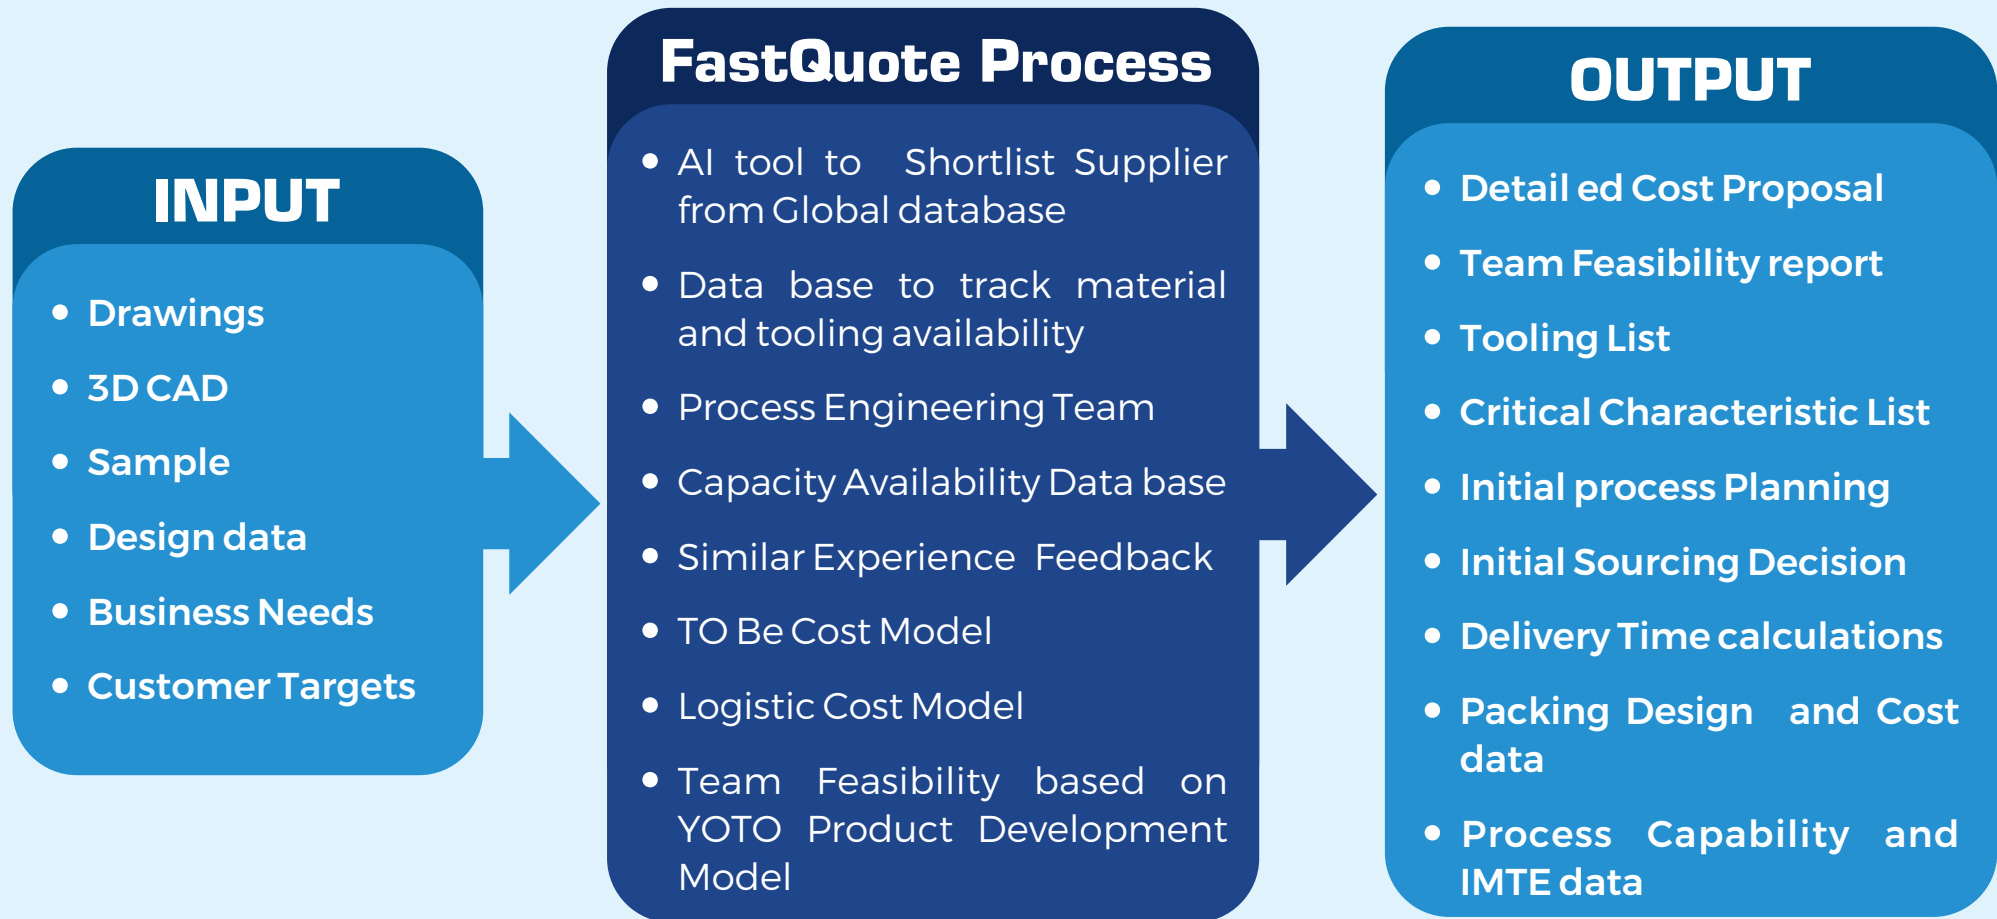 INPUT
Drawings
3D CAD
Sample
Design data
Business Needs
Customer Targets
FastQuote Process
AI tool to Shortlist Supplier
from Global database
Data base to track material
and tooling availability
Process Engineering Team
Capacity Availability Data base
Similar Experience Feedback
TO Be Cost Model
Logistic Cost Model
Team Feasibility based on
YOTO Product Development
Model
OUTPUT
Detail ed Cost Proposal
Team Feasibility report
Tooling List
Critical Characteristic List
Initial process Planning
Initial Sourcing Decision
Delivery Time calculations
Packing Design and Cost
data
Process Capability and
IMTE data